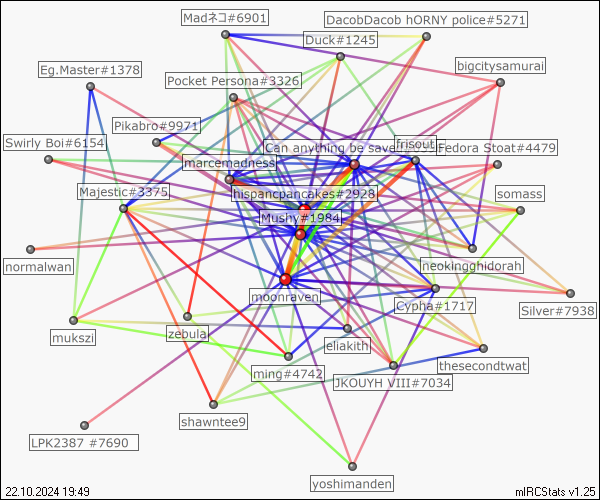 Madネコ#6901
DacobDacob hORNY police#5271
Duck#1245
bigcitysamurai
Eg.Master#1378
Pocket Persona#3326
Pikabro#9971
Swirly Boi#6154
Can anything be save
frisout
Fedora Stoat#4479
marcemadness
Majestic#3375
hispancpancakes#2928
somass
Mushy#1984
normalwan
neokingghidorah
moonraven
Cypha#1717
Silver#7938
mukszi
zebula
eliakith
thesecondtwat
ming#4742
JKOUYH VIII#7034
shawntee9
LPK2387 #7690
yoshimanden
22.10.2024 19:49
mIRCStats v1.25